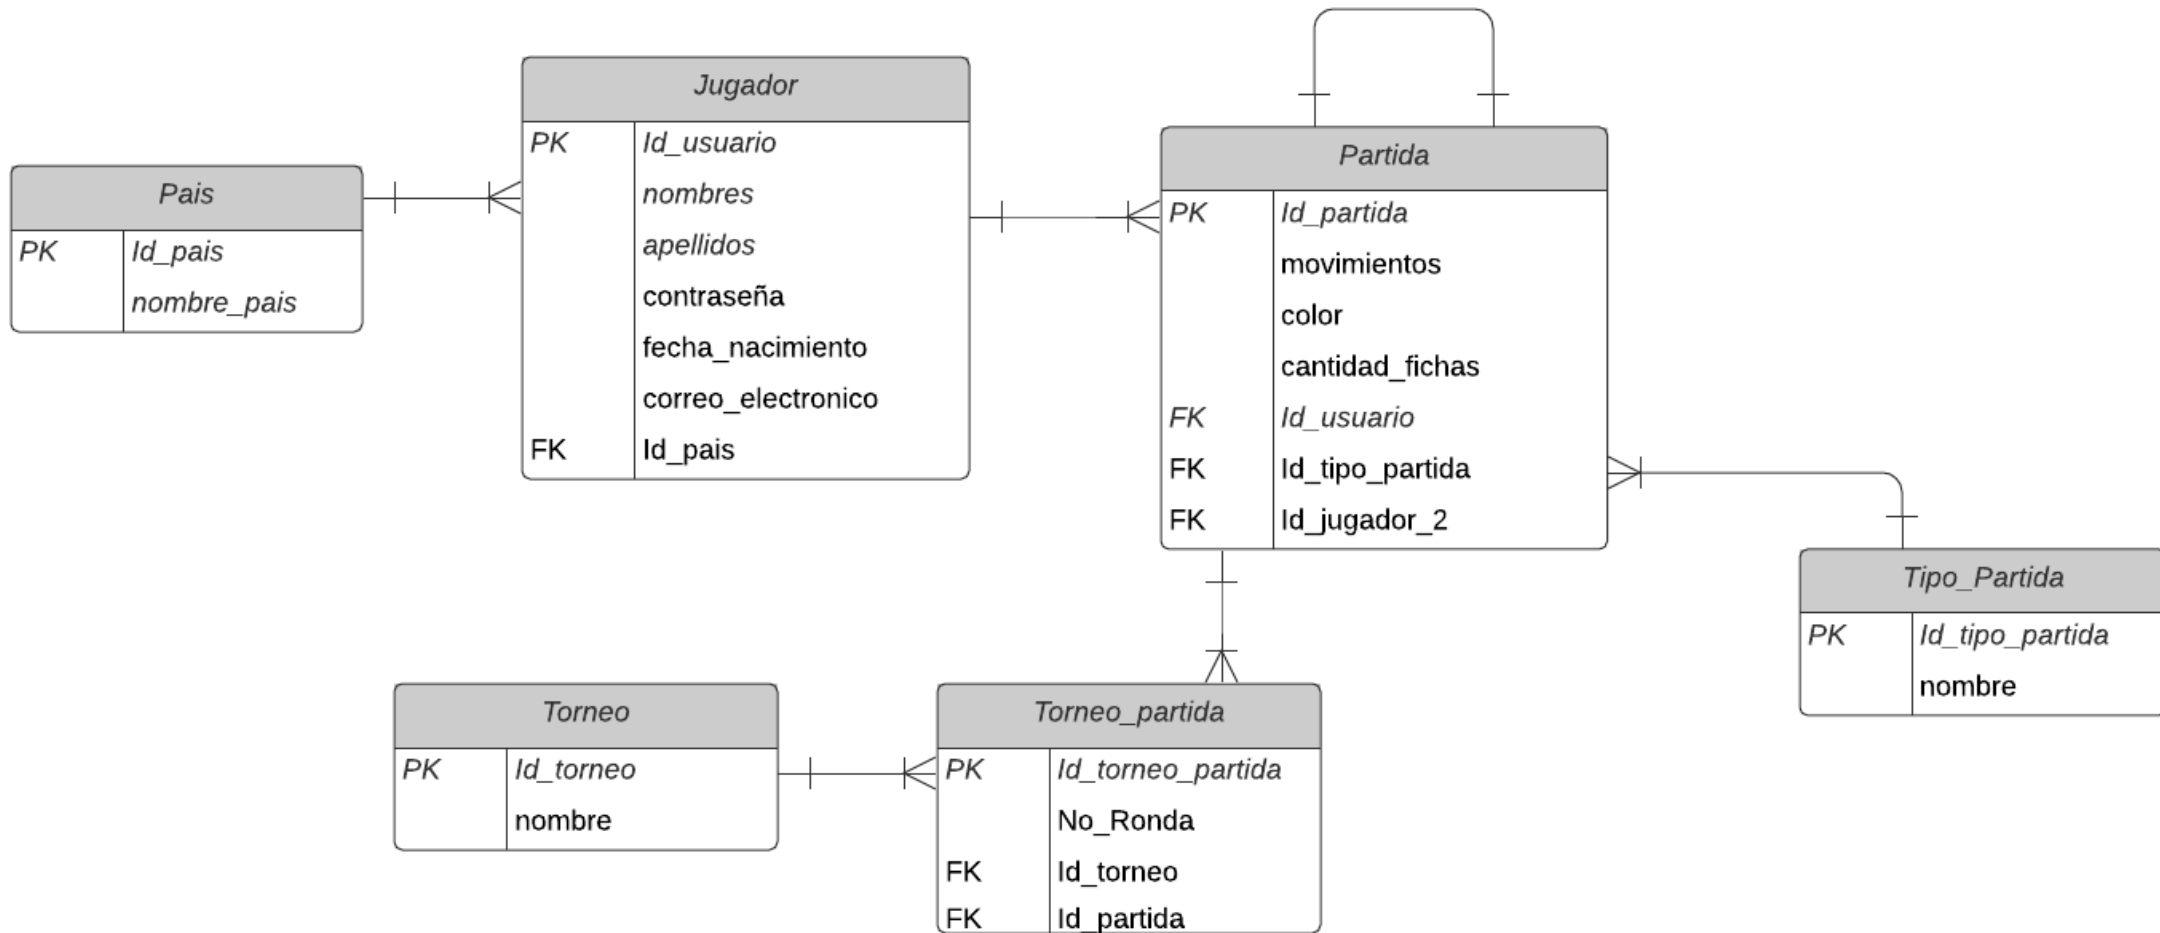 Jugador
PK Id_usuario
nombres
apellidos
contraseña
fecha_nacimiento
correo_electronico
FK Id_pais
Partida
PK Id_partida
movimientos
color
cantidad_fichas
FK Id_usuario
FK Id_tipo_partida
FK Id_jugador_2
Pais
PK Id_pais
nombre_pais
Tipo_Partida
PK Id_tipo_partida
nombre
Torneo
PK Id_torneo
nombre
Torneo_partida
PK Id_torneo_partida
No_Ronda
FK Id_torneo
FK Id_partida